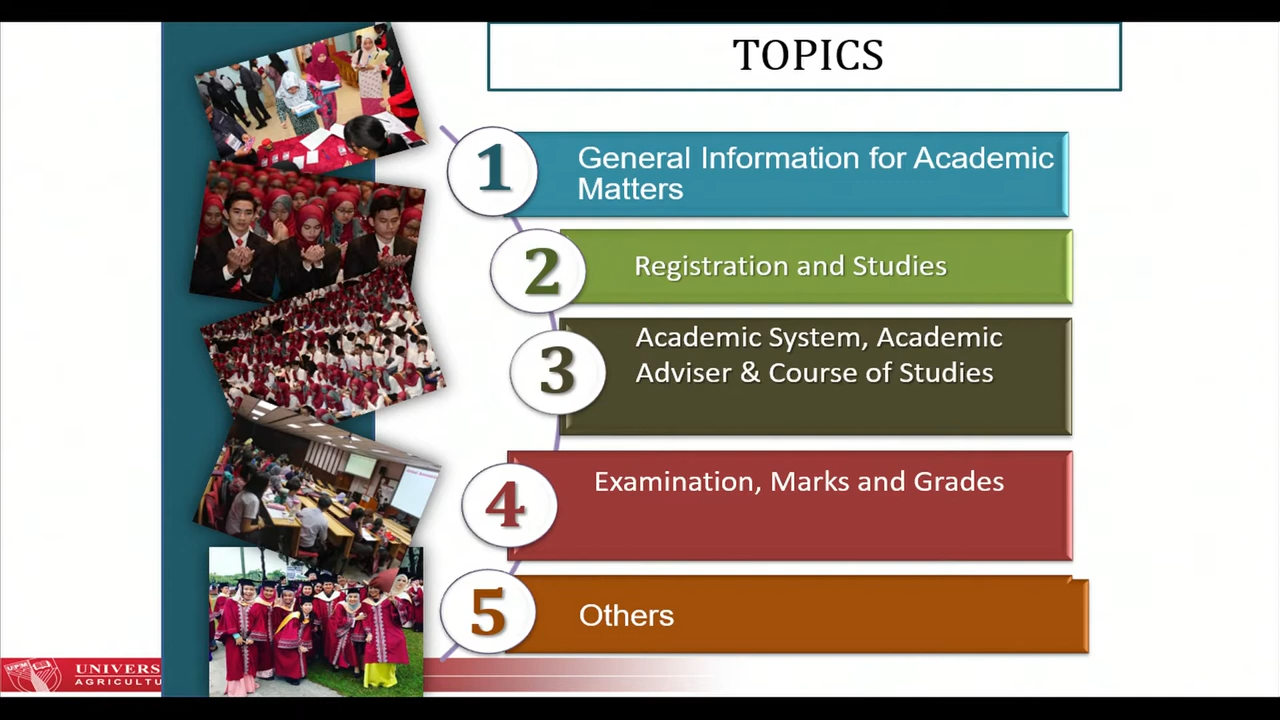 TOPICS
1
General Information for Academic
Matters
2
Registration and Studies
3
Academic System, Academic
Adviser & Course of Studies
4
Examination, Marks and Grades
5
Others
UPM
UNIVERS
AGRICULTU